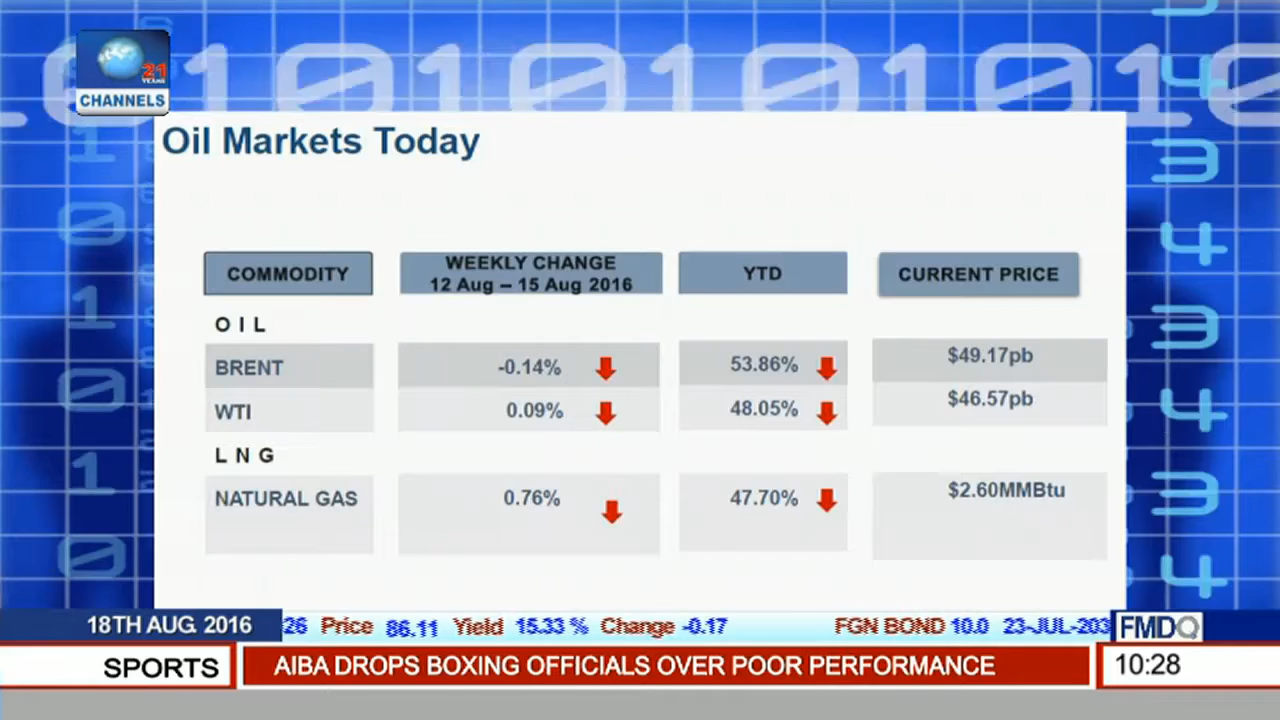 21
YEARS
CHANNELS
Oil Markets Today
COMMODITY
WEEKLY CHANGE
12 Aug – 15 Aug 2016
YTD
CURRENT PRICE
OIL
BRENT -0.14% 53.86% $49.17pb
WTI 0.09% 48.05% $46.57pb
LNG
NATURAL GAS 0.76% 47.70% $2.60MMBtu
18TH AUG. 2016
26 Price 86.11 Yield 15.33 % Change -0.17 FGN BOND 10.0 23-JUL-203
FMDQ
SPORTS
AIBA DROPS BOXING OFFICIALS OVER POOR PERFORMANCE
10:28